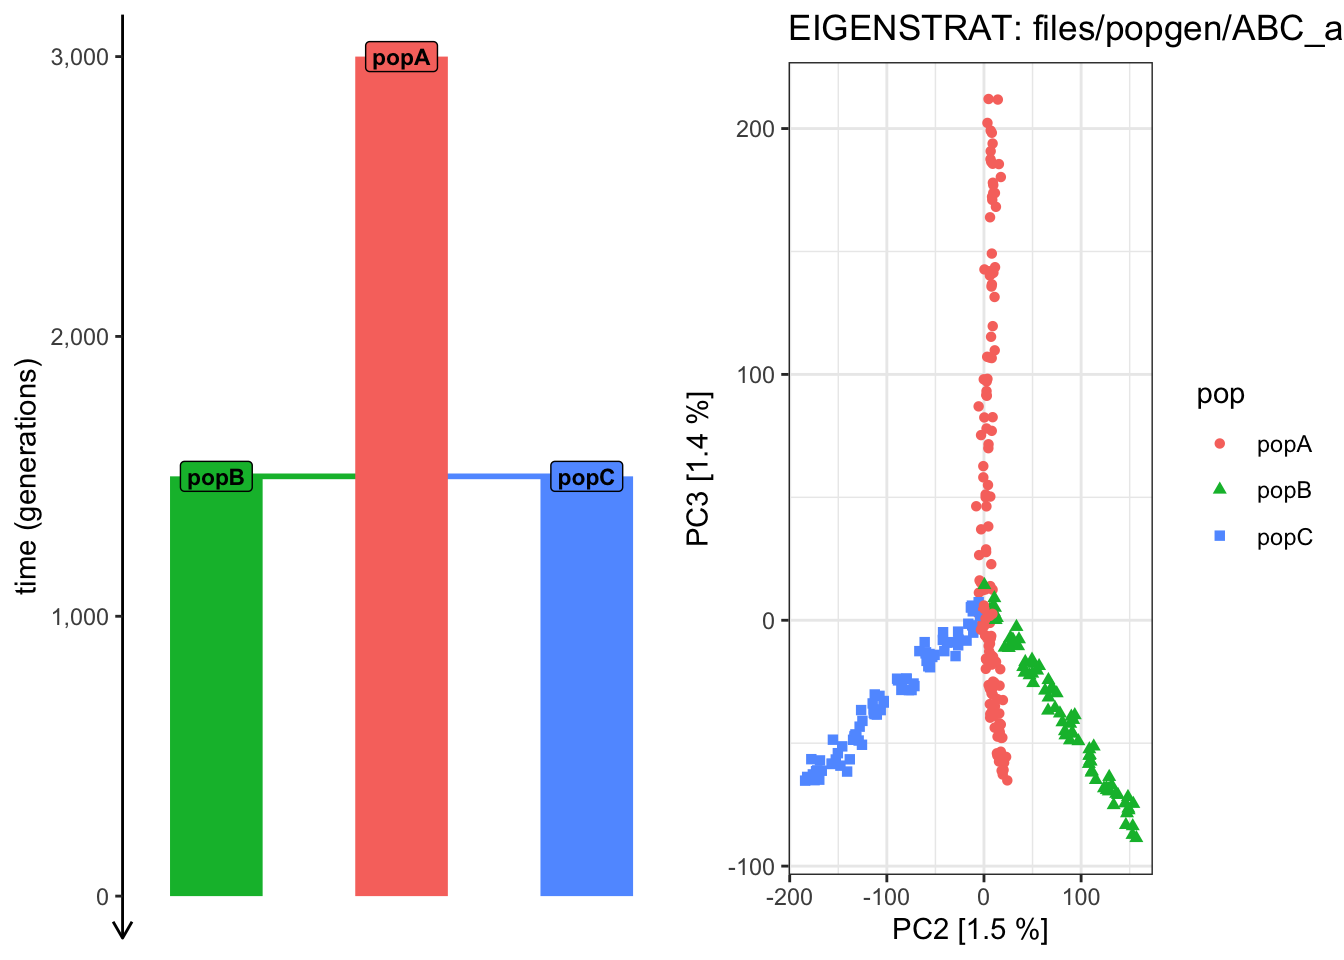 time (generations)
3,000
2,000
1,000
0
popA
popB
popC
EIGENSTRAT: files/popgen/ABC_a
PC3 [1.4 %]
200
100
0
-100
-200
-100
0
100
PC2 [1.5 %]
pop
popA
popB
popC